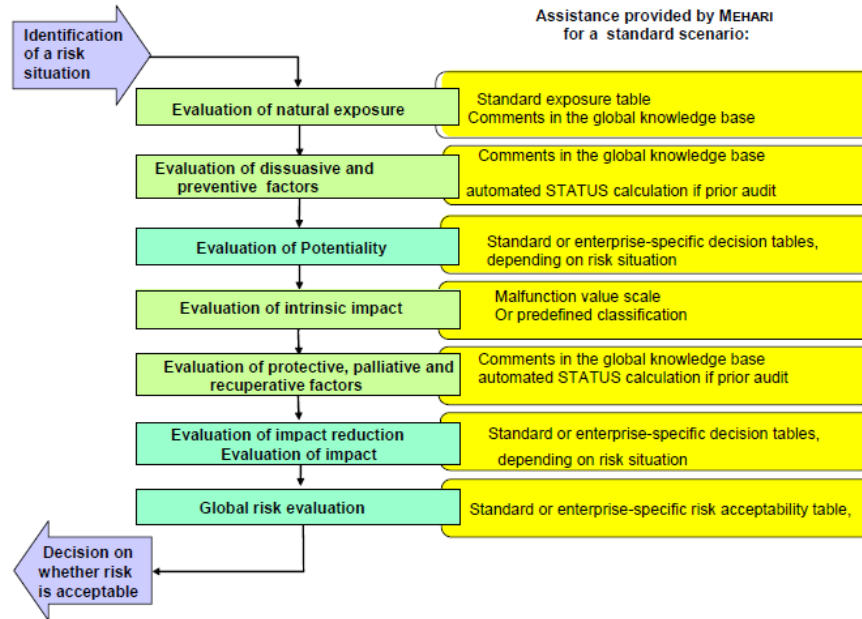 Assistance provided by MEHARI
for a standard scenario:
Identification
of a risk
situation
Evaluation of natural exposure
Standard exposure table
Comments in the global knowledge base
Evaluation of dissuasive and
preventive factors
Comments in the global knowledge base
automated STATUS calculation if prior audit
Evaluation of Potentiality
Standard or enterprise-specific decision tables,
depending on risk situation
Evaluation of intrinsic impact
Malfunction value scale
Or predefined classification
Evaluation of protective, palliative and
recuperative factors
Comments in the global knowledge base
automated STATUS calculation if prior audit
Evaluation of impact reduction
Evaluation of impact
Standard or enterprise-specific decision tables,
depending on risk situation
Global risk evaluation
Standard or enterprise-specific risk acceptability table,
Decision on
whether risk
is acceptable